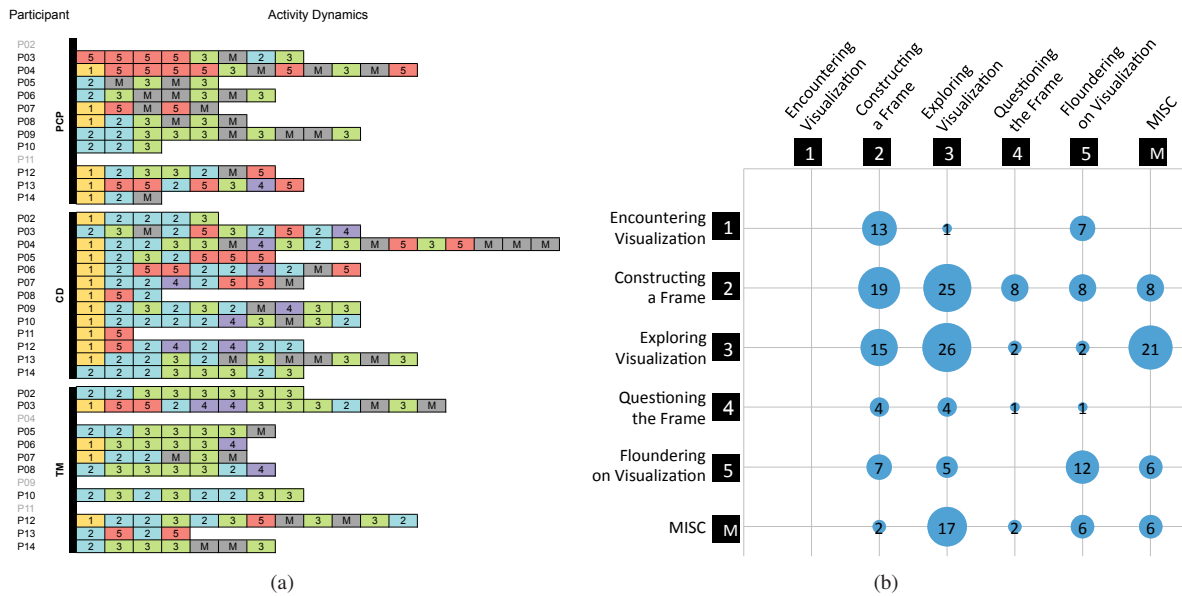 Participant Activity Dynamics
P02
P03 5 5 5 5 3 M 2 3
P04 1 5 5 5 5 3 M 5 M 3 M 5
P05 2 M 3 M 3
P06 2 3 M M 3 M 3
P07 1 5 M 5 M
P08 1 2 3 M 3 M
P09 2 2 3 3 3 M 3 M M 3
P10 2 2 3
P11
P12 1 2 3 3 2 M 5
P13 1 5 5 2 5 3 4 5
P14 1 2 M
PCP
P02 1 2 2 2 3
P03 2 3 M 2 5 3 2 5 2 4
P04 1 2 2 3 3 M 4 3 2 3 M 5 3 5 M M M
P05 1 2 3 2 5 5 5
P06 1 2 5 5 2 2 4 2 M 5
P07 1 2 2 4 2 5 5 M
P08 1 5 2
P09 1 2 3 2 3 2 M 4 3 3
P10 1 2 2 2 2 4 3 M 3 2
P11 1 5
P12 1 5 2 4 2 4 2 2
P13 1 2 2 3 2 M 3 M 3 M 3 M 3
P14 2 2 3 3 3 3 2 3
CD
P02 2 2 3 3 3 3 3 3
P03 1 5 5 2 4 4 3 3 3 2 M 3 M
P04
P05 2 2 3 3 3 3 M
P06 1 3 3 3 3 4
P07 1 2 2 M 3 M
P08 2 3 3 3 3 2 4
P09
P10 2 3 2 3 2 2 3 3
P11
P12 1 2 2 3 2 3 5 M 3 M 3 2
P13 2 5 2 5
P14 2 3 3 3 M M 3
TM
(a)
Encountering
Visualization
Constructing
a Frame
Exploring
Visualization
Questioning
the Frame
Floundering
on Visualization
MISC
1 2 3 4 5 M
Encountering
Visualization
1 13 1 7
Constructing
a Frame
2 19 25 8 8 8
Exploring
Visualization
3 15 26 2 2 21
Questioning
the Frame
4 4 4 1 1
Floundering
on Visualization
5 7 5 12 6
MISC M 2 17 2 6 6
(b)